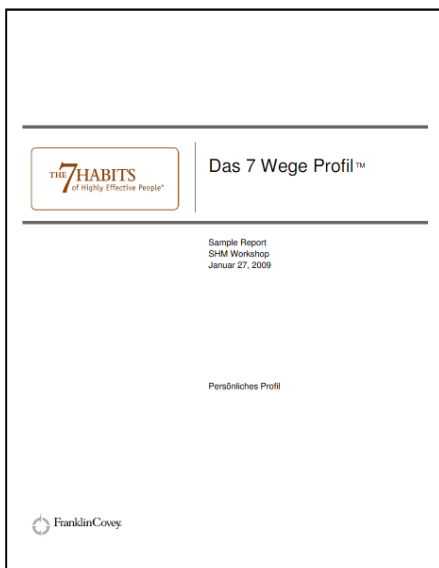 THE 7 HABITS
of Highly Effective People®
Das 7 Wege Profil™
Sample Report
SHM Workshop
Januar 27, 2009
Persönliches Profil
FranklinCovey